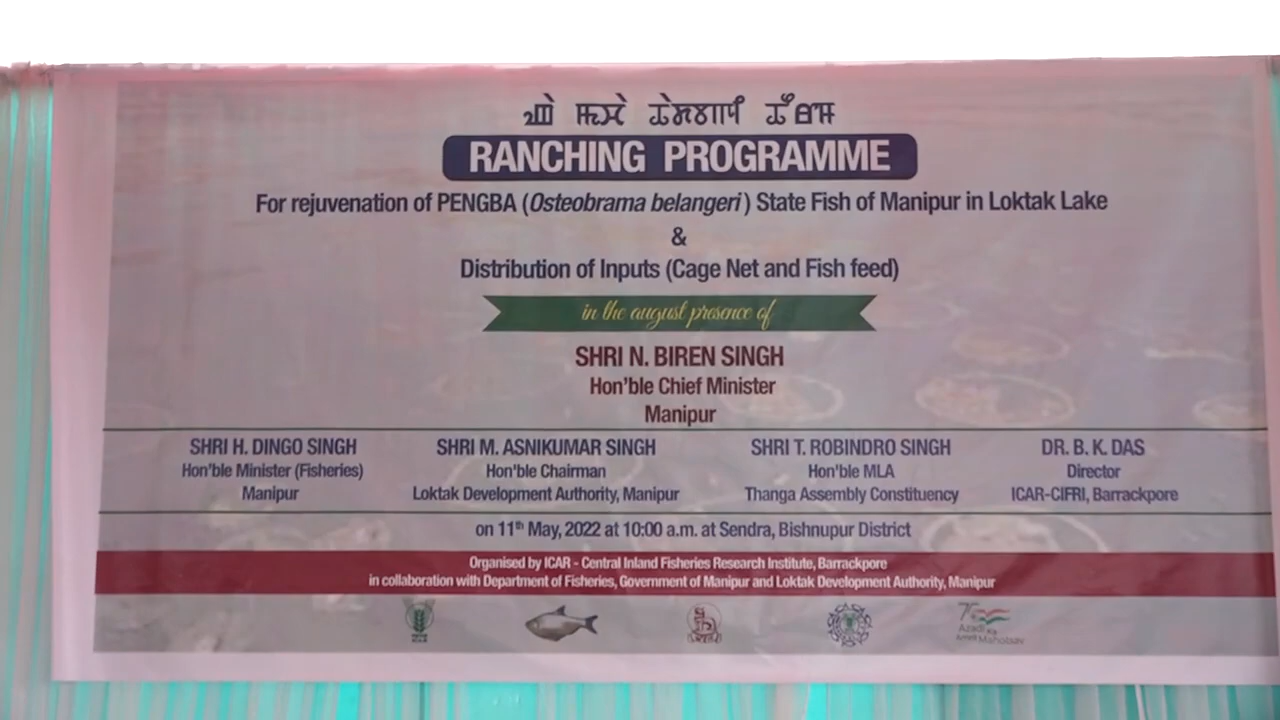 RANCHING PROGRAMME
For rejuvenation of PENGBA (Osteobrama belangeri) State Fish of Manipur in Loktak Lake
&
Distribution of Inputs (Cage Net and Fish feed)
in the august presence of
SHRI N. BIREN SINGH
Hon'ble Chief Minister
Manipur
SHRI H. DINGO SINGH
Hon'ble Minister (Fisheries)
Manipur
SHRI M. ASNIKUMAR SINGH
Hon'ble Chairman
Loktak Development Authority, Manipur
SHRI T. ROBINDRO SINGH
Hon'ble MLA
Thanga Assembly Constituency
DR. B. K. DAS
Director
ICAR-CIFRI, Barrackpore
on 11th May, 2022 at 10:00 a.m. at Sendra, Bishnupur District
Organised by ICAR - Central Inland Fisheries Research Institute, Barrackpore
in collaboration with Department of Fisheries, Government of Manipur and Loktak Development Authority, Manipur
75
Azadi Ka
Amrit Mahotsav